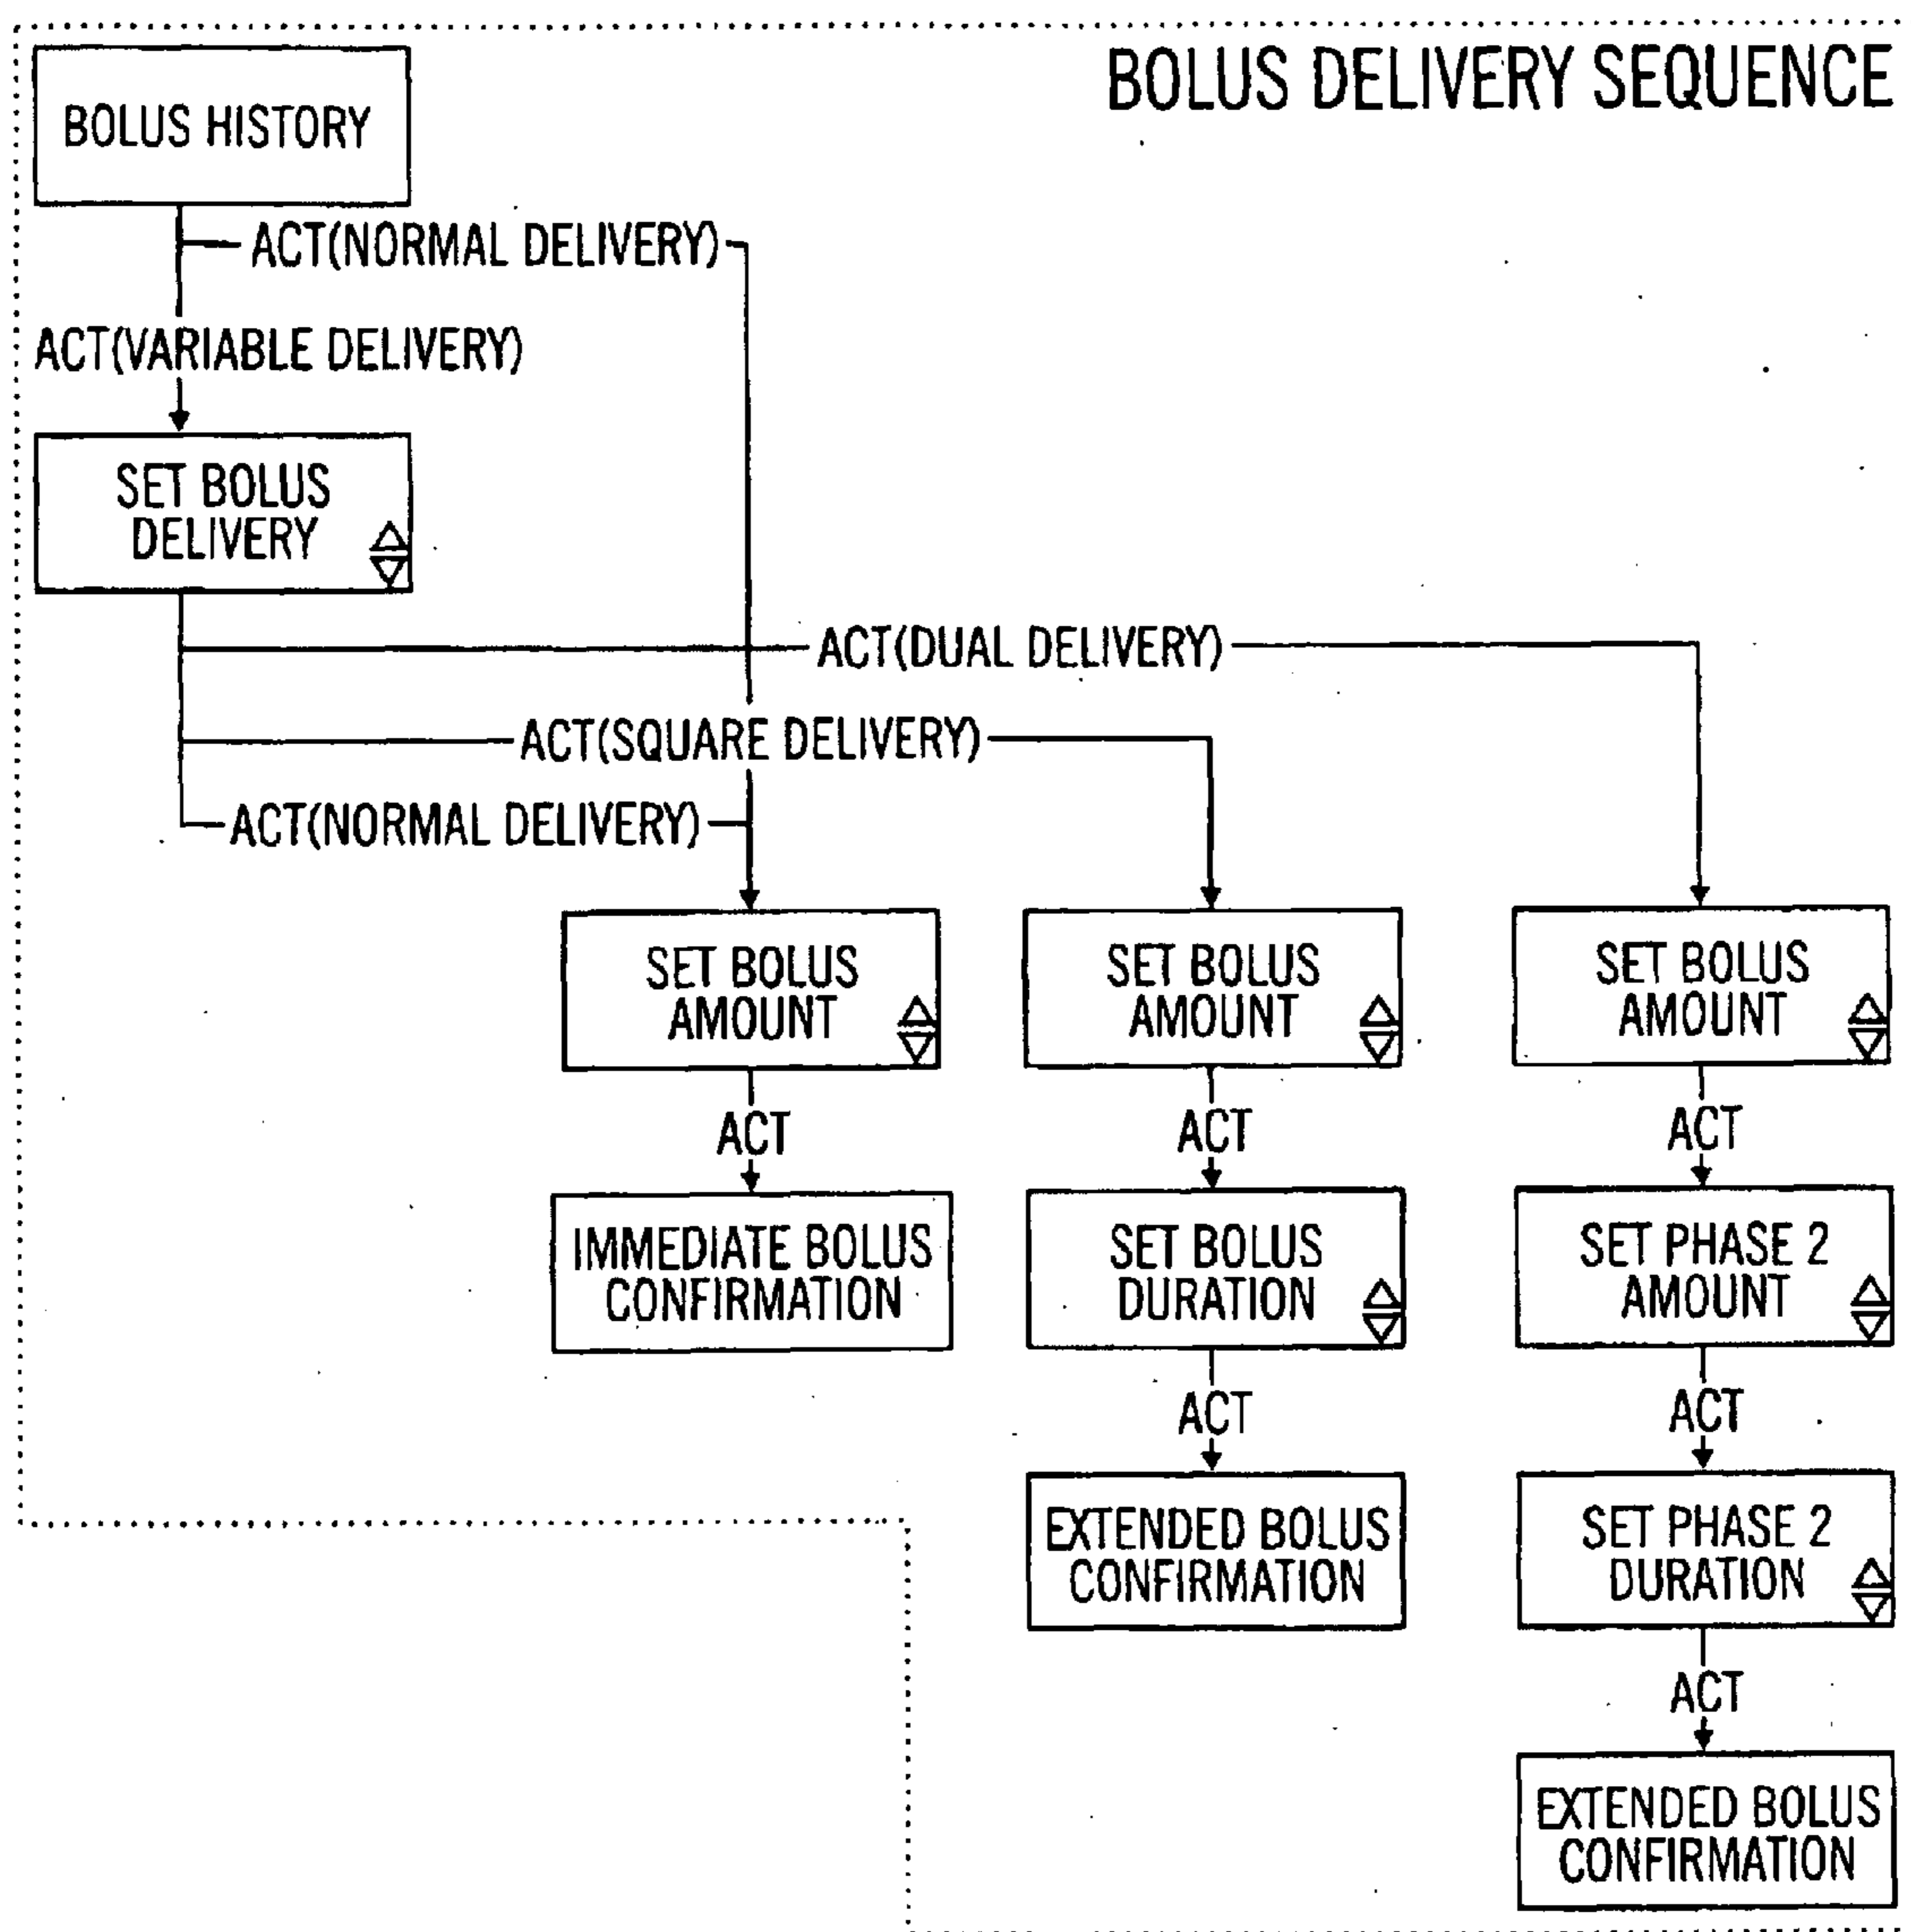 BOLUS DELIVERY SEQUENCE
BOLUS HISTORY
ACT(NORMAL DELIVERY)
ACT(VARIABLE DELIVERY)
SET BOLUS
DELIVERY
ACT(DUAL DELIVERY)
ACT(SQUARE DELIVERY)
ACT(NORMAL DELIVERY)
SET BOLUS
AMOUNT
SET BOLUS
AMOUNT
SET BOLUS
AMOUNT
ACT
ACT
ACT
IMMEDIATE BOLUS
CONFIRMATION
SET BOLUS
DURATION
SET PHASE 2
AMOUNT
ACT
ACT
EXTENDED BOLUS
CONFIRMATION
SET PHASE 2
DURATION
ACT
EXTENDED BOLUS
CONFIRMATION